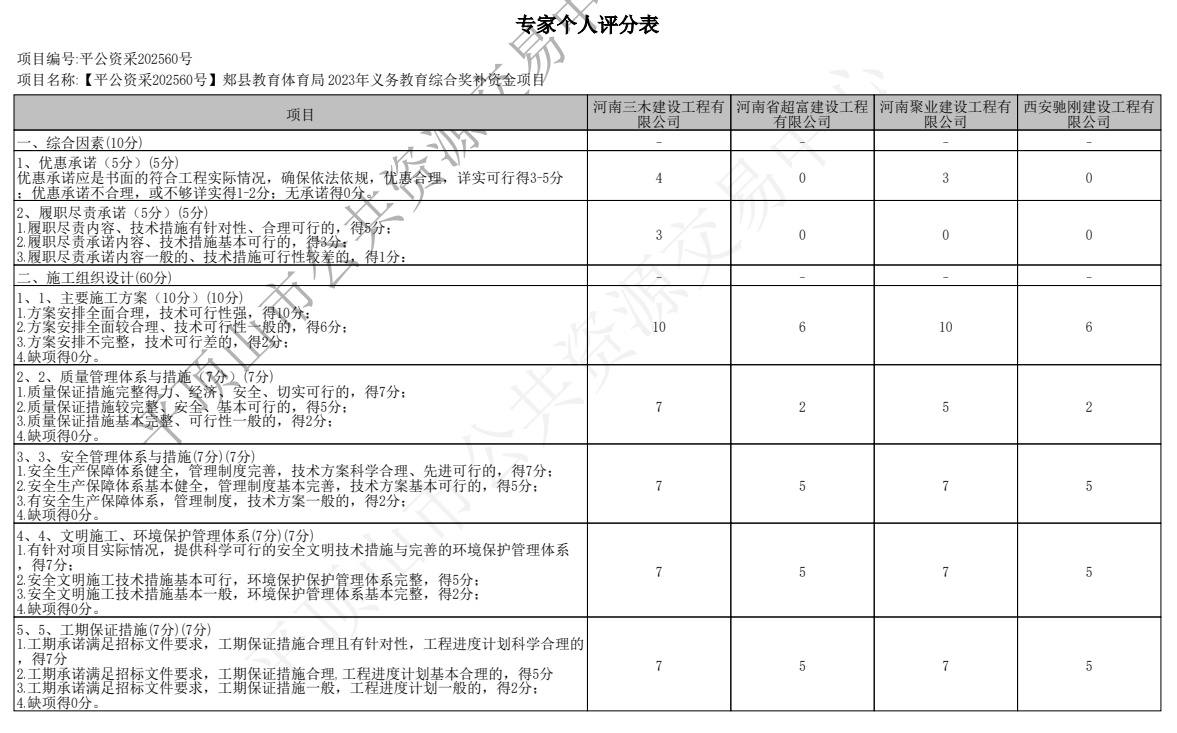 专家个人评分表
项目编号:平公资采202560号
项目名称:【平公资采202560号】郏县教育体育局2023年义务教育综合奖补资金项目
项目
河南三木建设工程有
限公司
河南省超富建设工程
有限公司
河南聚业建设工程有
限公司
西安驰刚建设工程有
限公司
一、综合因素(10分)
-
-
-
-
1、优惠承诺（5分）(5分)
优惠承诺应是书面的符合工程实际情况，确保依法依规，优惠合理，详实可行得3-5分
；优惠承诺不合理，或不够详实得1-2分；无承诺得0分。
4
0
3
0
2、履职尽责承诺（5分）(5分)
1.履职尽责内容、技术措施有针对性、合理可行的，得5分；
2.履职尽责承诺内容、技术措施基本可行的，得3分；
3.履职尽责承诺内容一般的、技术措施可行性较差的，得1分；
3
0
0
0
二、施工组织设计(60分)
-
-
-
-
1、1、主要施工方案（10分）(10分)
1.方案安排全面合理，技术可行性强，得10分；
2.方案安排全面较合理、技术可行性一般的，得6分；
3.方案安排不完整，技术可行差的，得2分；
4.缺项得0分。
10
6
10
6
2、2、质量管理体系与措施（7分）(7分)
1.质量保证措施完整得力、经济、安全、切实可行的，得7分；
2.质量保证措施较完整、安全、基本可行的，得5分；
3.质量保证措施基本完整、可行性一般的，得2分；
4.缺项得0分。
7
2
5
2
3、3、安全管理体系与措施(7分)(7分)
1.安全生产保障体系健全，管理制度完善，技术方案科学合理、先进可行的，得7分；
2.安全生产保障体系基本健全，管理制度基本完善，技术方案基本可行的，得5分；
3.有安全生产保障体系，管理制度，技术方案一般的，得2分；
4.缺项得0分。
7
5
7
5
4、4、文明施工、环境保护管理体系(7分)(7分)
1.有针对项目实际情况，提供科学可行的安全文明技术措施与完善的环境保护管理体系
，得7分；
2.安全文明施工技术措施基本可行，环境保护保护管理体系完整，得5分；
3.安全文明施工技术措施基本一般，环境保护管理体系基本完整，得2分；
4.缺项得0分。
7
5
7
5
5、5、工期保证措施(7分)(7分)
1.工期承诺满足招标文件要求，工期保证措施合理且有针对性，工程进度计划科学合理的
，得7分
2.工期承诺满足招标文件要求，工期保证措施合理,工程进度计划基本合理的，得5分
3.工期承诺满足招标文件要求，工期保证措施一般，工程进度计划一般的，得2分；
4.缺项得0分。
7
5
7
5
平顶山市公共资源交易中
平顶山市公共资源交易中心